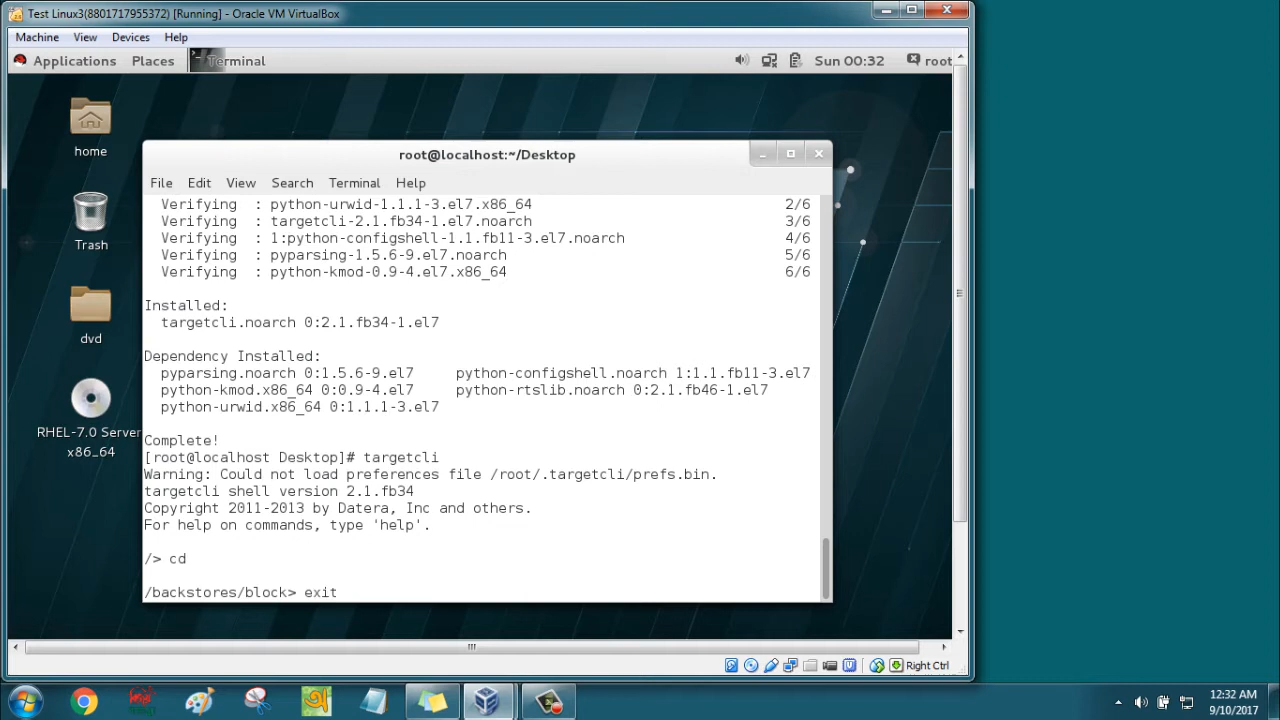 Test Linux3(8801717955372) [Running] - Oracle VM VirtualBox
Machine View Devices Help
Applications Places Terminal Sun 00:32 root
home
Trash
dvd
RHEL-7.0 Server
x86_64
root@localhost:~/Desktop
File Edit View Search Terminal Help
Verifying : python-urwid-1.1.1-3.el7.x86_64 2/6
Verifying : targetcli-2.1.fb34-1.el7.noarch 3/6
Verifying : 1:python-configshell-1.1.fb11-3.el7.noarch 4/6
Verifying : pyparsing-1.5.6-9.el7.noarch 5/6
Verifying : python-kmod-0.9-4.el7.x86_64 6/6
Installed:
targetcli.noarch 0:2.1.fb34-1.el7
Dependency Installed:
pyparsing.noarch 0:1.5.6-9.el7 python-configshell.noarch 1:1.1.fb11-3.el7
python-kmod.x86_64 0:0.9-4.el7 python-rtslib.noarch 0:2.1.fb46-1.el7
python-urwid.x86_64 0:1.1.1-3.el7
Complete!
[root@localhost Desktop]# targetcli
Warning: Could not load preferences file /root/.targetcli/prefs.bin.
targetcli shell version 2.1.fb34
Copyright 2011-2013 by Datera, Inc and others.
For help on commands, type 'help'.
/> cd
/backstores/block> exit
Right Ctrl
12:32 AM
9/10/2017